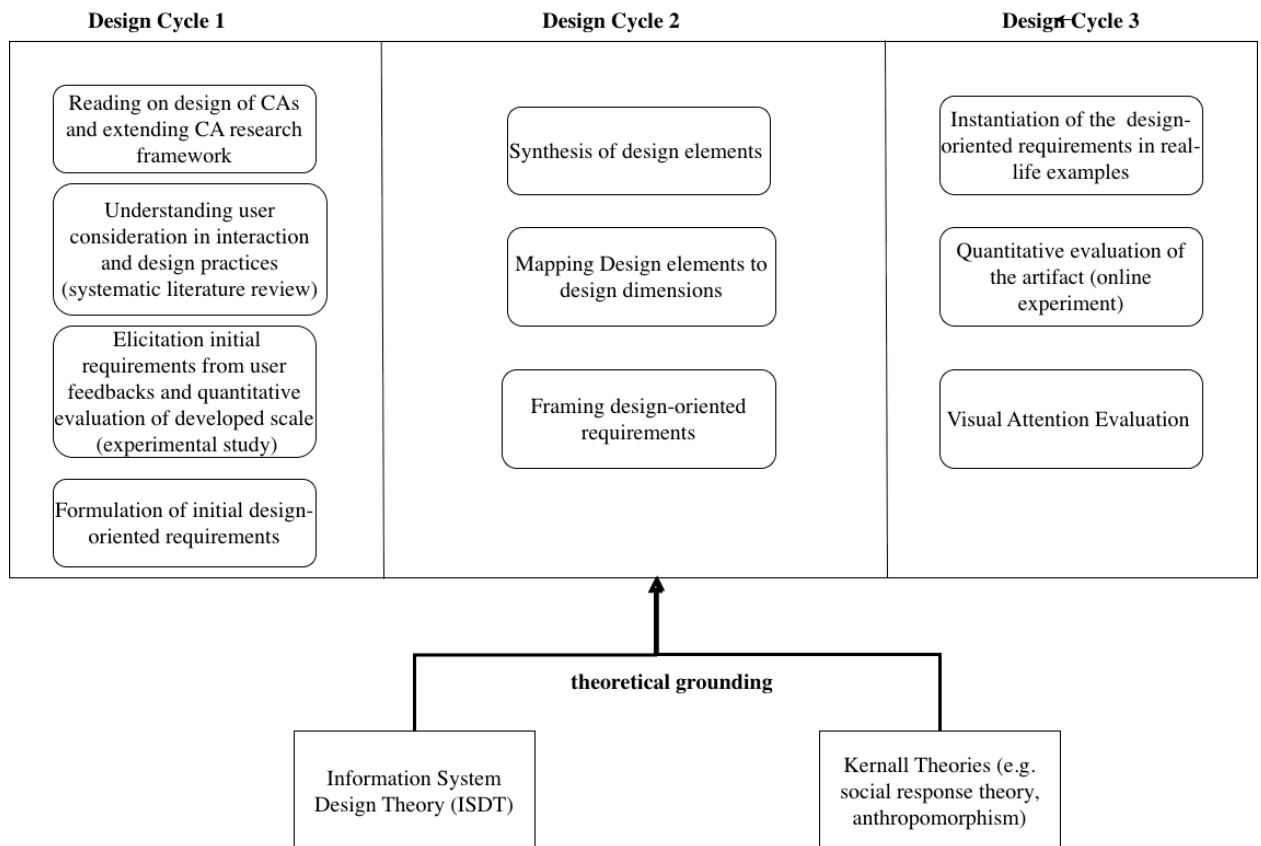 Design Cycle 1
Design Cycle 2
Design Cycle 3
Reading on design of CAs
and extending CA research
framework
Understanding user
consideration in interaction
and design practices
(systematic literature review)
Elicitation initial
requirements from user
feedbacks and quantitative
evaluation of developed scale
(experimental study)
Formulation of initial design-
oriented requirements
Synthesis of design elements
Mapping Design elements to
design dimensions
Framing design-oriented
requirements
Instantiation of the design-
oriented requirements in real-
life examples
Quantitative evaluation of
the artifact (online
experiment)
Visual Attention Evaluation
theoretical grounding
Information System
Design Theory (ISDT)
Kernall Theories (e.g.
social response theory,
anthropomorphism)